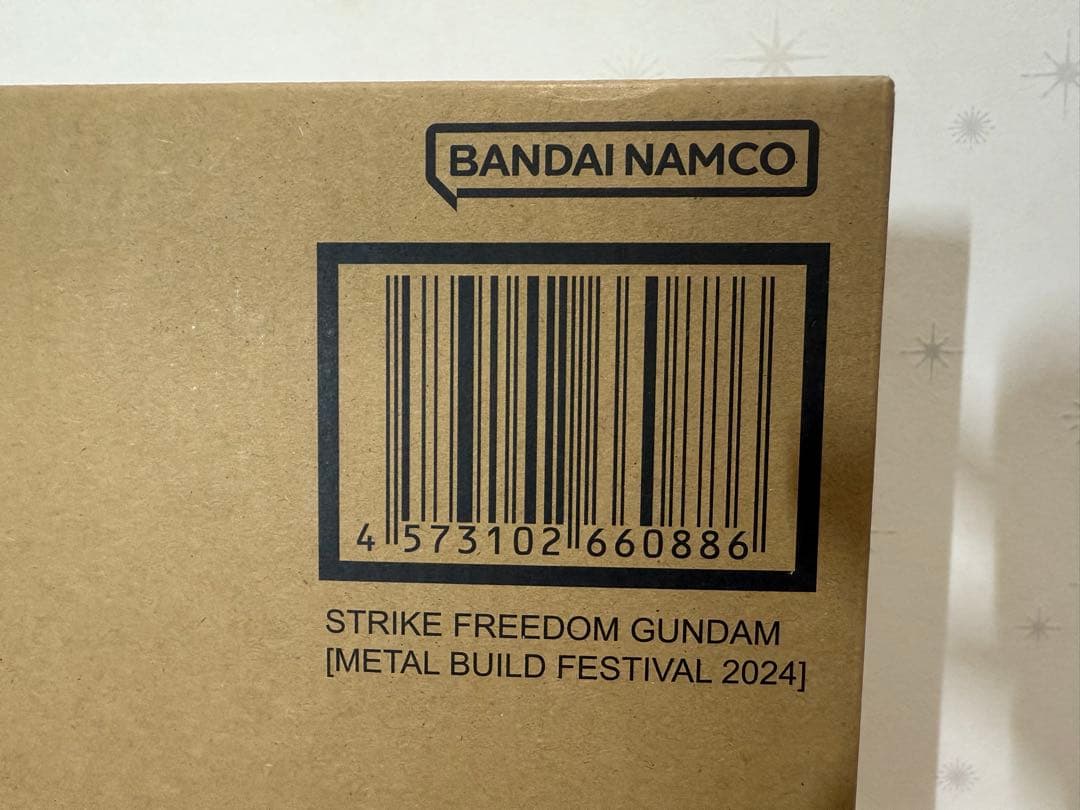 BANDAI NAMCO
4 573102 660886
STRIKE FREEDOM GUNDAM
[METAL BUILD FESTIVAL 2024]